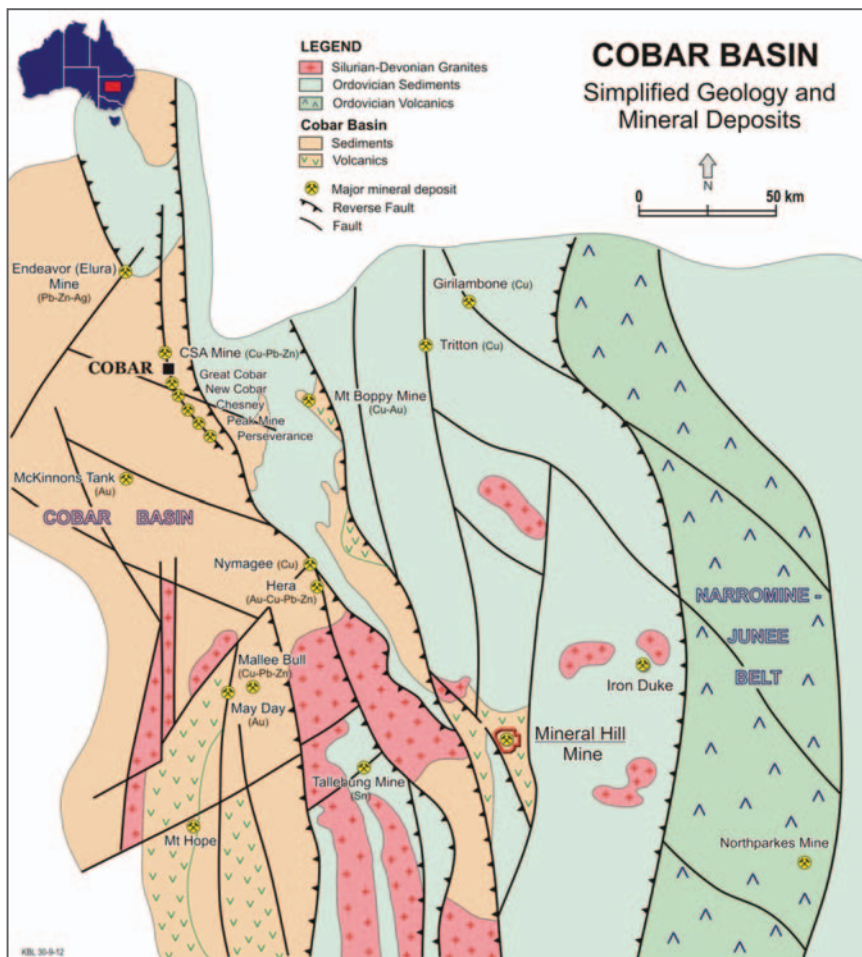 LEGEND
Silurian-Devonian Granites
Ordovician Sediments
Ordovician Volcanics
Cobar Basin
Sediments
Volcanics
Major mineral deposit
Reverse Fault
Fault
COBAR BASIN
Simplified Geology and
Mineral Deposits
N
0 50 km
Endeavor (Elura)
Mine
(Pb-Zn-Ag)
Girilambone (Cu)
Tritton (Cu)
CSA Mine (Cu-Pb-Zn)
COBAR
Great Cobar
New Cobar
Chesney
Peak Mine
Perseverance
Mt Boppy Mine
(Cu-Au)
McKinnons Tank
(Au)
COBAR BASIN
Nymagee (Cu)
Hera
(Au-Cu-Pb-Zn)
NARROMINE -
JUNEE
BELT
Mallee Bull
(Cu-Pb-Zn)
May Day
(Au)
Iron Duke
Mineral Hill
Mine
Tallebung Mine
(Sn)
Mt Hope
Northparkes Mine
KBL 30-9-12